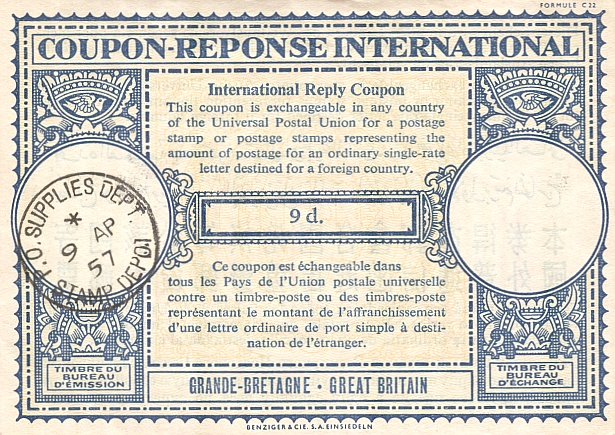 FORMULE C 22
COUPON-REPONSE INTERNATIONAL
International Reply Coupon
This coupon is exchangeable in any country
of the Universal Postal Union for a postage
stamp or postage stamps representing the
amount of postage for an ordinary single-rate
letter destined for a foreign country.
P.O. SUPPLIES DEPT
*
9 AP
57
STAMP DEPOT
9 d.
Ce coupon est échangeable dans
tous les Pays de l'Union postale universelle
contre un timbre-poste ou des timbres-poste
représentant le montant de l'affranchissement
d'une lettre ordinaire de port simple à desti-
nation de l'étranger.
TIMBRE DU
BUREAU
D'ÉMISSION
GRANDE-BRETAGNE • GREAT BRITAIN
TIMBRE DU
BUREAU
D'ÉCHANGE
BENZIGER & CIE. S.A. EINSIEDELN